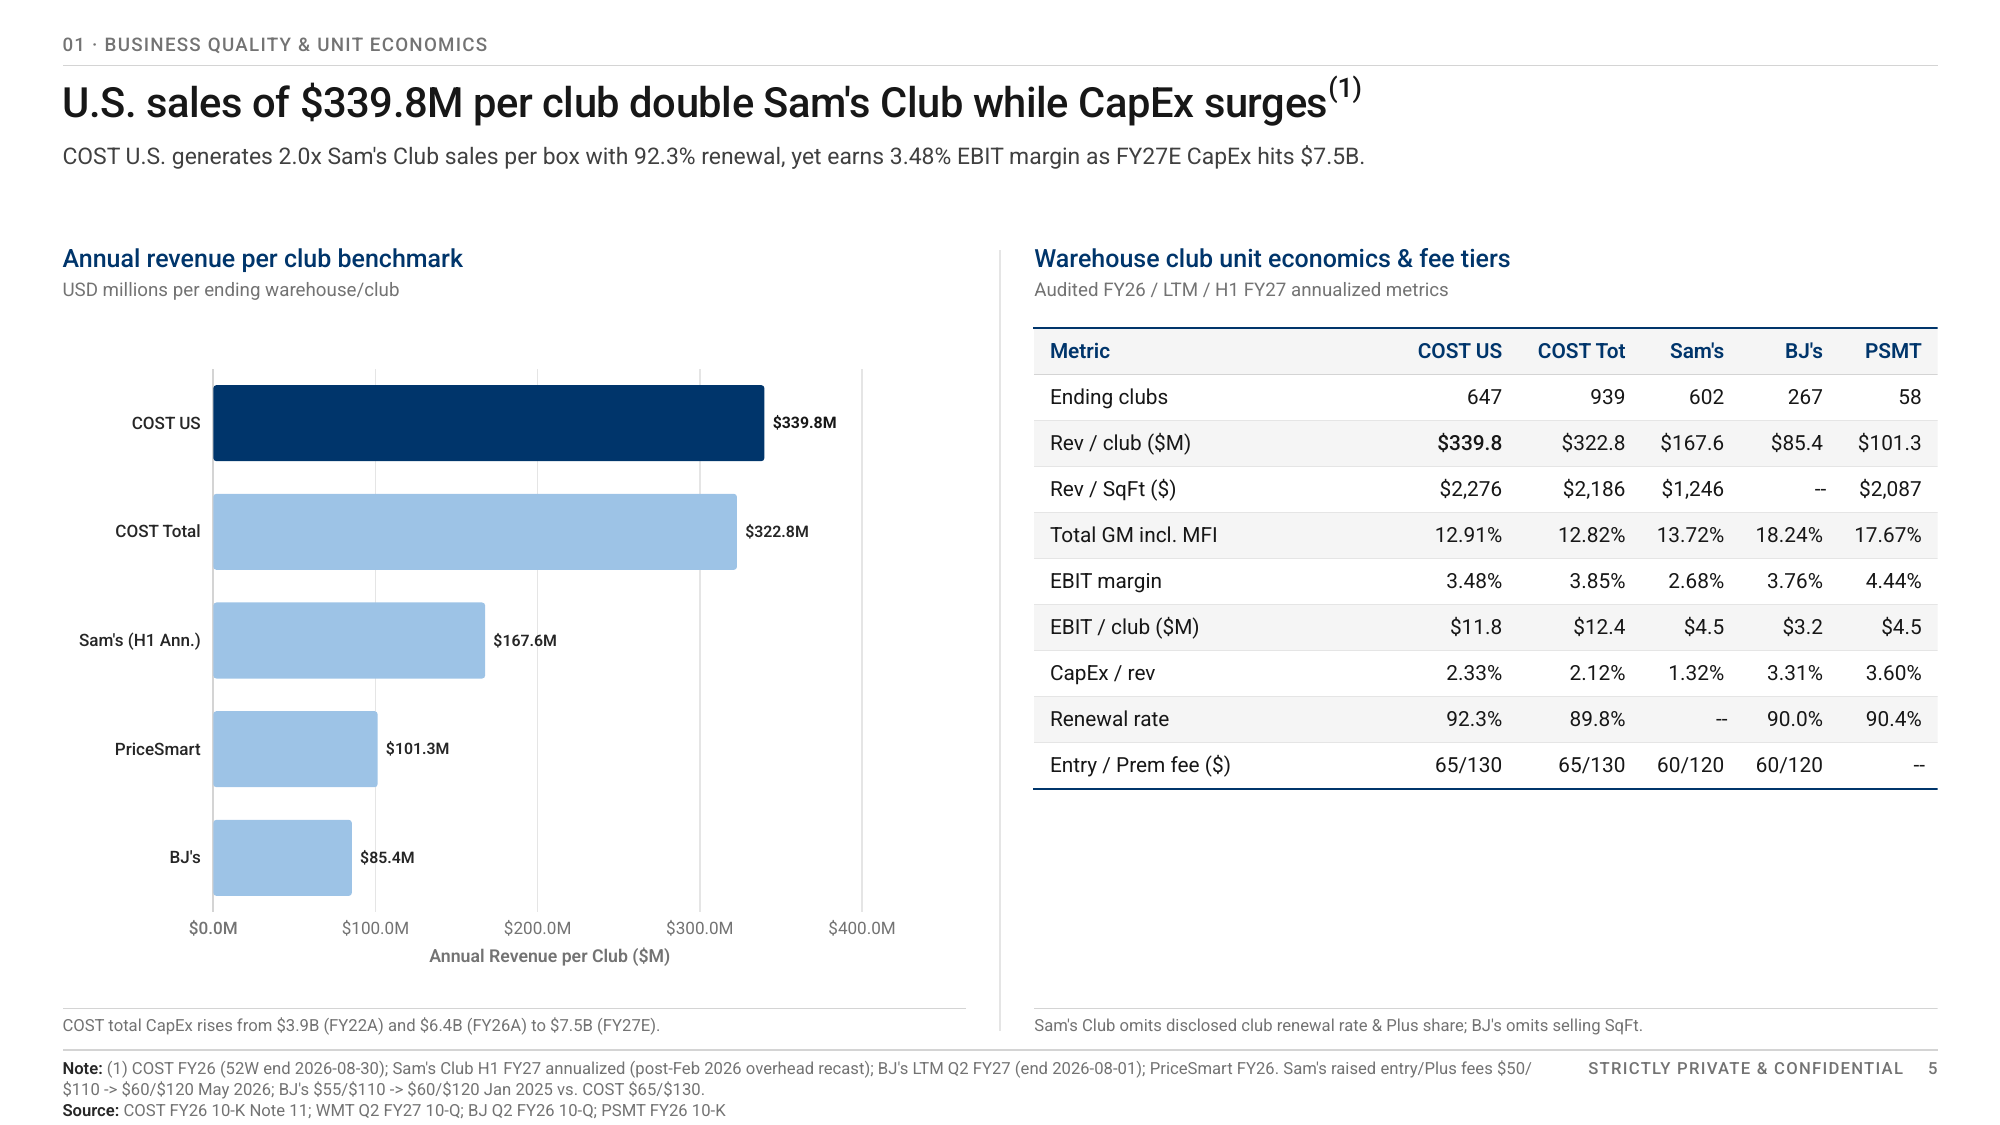 01 · BUSINESS QUALITY & UNIT ECONOMICS
U.S. sales of $339.8M per club double Sam's Club while CapEx surges(1)
COST U.S. generates 2.0x Sam's Club sales per box with 92.3% renewal, yet earns 3.48% EBIT margin as FY27E CapEx hits $7.5B.
Annual revenue per club benchmark
USD millions per ending warehouse/club
COST US $339.8M
COST Total $322.8M
Sam's (H1 Ann.) $167.6M
PriceSmart $101.3M
BJ's $85.4M
$0.0M $100.0M $200.0M $300.0M $400.0M
Annual Revenue per Club ($M)
COST total CapEx rises from $3.9B (FY22A) and $6.4B (FY26A) to $7.5B (FY27E).
Warehouse club unit economics & fee tiers
Audited FY26 / LTM / H1 FY27 annualized metrics
Metric COST US COST Tot Sam's BJ's PSMT
Ending clubs 647 939 602 267 58
Rev / club ($M) $339.8 $322.8 $167.6 $85.4 $101.3
Rev / SqFt ($) $2,276 $2,186 $1,246 -- $2,087
Total GM incl. MFI 12.91% 12.82% 13.72% 18.24% 17.67%
EBIT margin 3.48% 3.85% 2.68% 3.76% 4.44%
EBIT / club ($M) $11.8 $12.4 $4.5 $3.2 $4.5
CapEx / rev 2.33% 2.12% 1.32% 3.31% 3.60%
Renewal rate 92.3% 89.8% -- 90.0% 90.4%
Entry / Prem fee ($) 65/130 65/130 60/120 60/120 --
Sam's Club omits disclosed club renewal rate & Plus share; BJ's omits selling SqFt.
Note: (1) COST FY26 (52W end 2026-08-30); Sam's Club H1 FY27 annualized (post-Feb 2026 overhead recast); BJ's LTM Q2 FY27 (end 2026-08-01); PriceSmart FY26. Sam's raised entry/Plus fees $50/
$110 -> $60/$120 May 2026; BJ's $55/$110 -> $60/$120 Jan 2025 vs. COST $65/$130.
Source: COST FY26 10-K Note 11; WMT Q2 FY27 10-Q; BJ Q2 FY26 10-Q; PSMT FY26 10-K
STRICTLY PRIVATE & CONFIDENTIAL 5